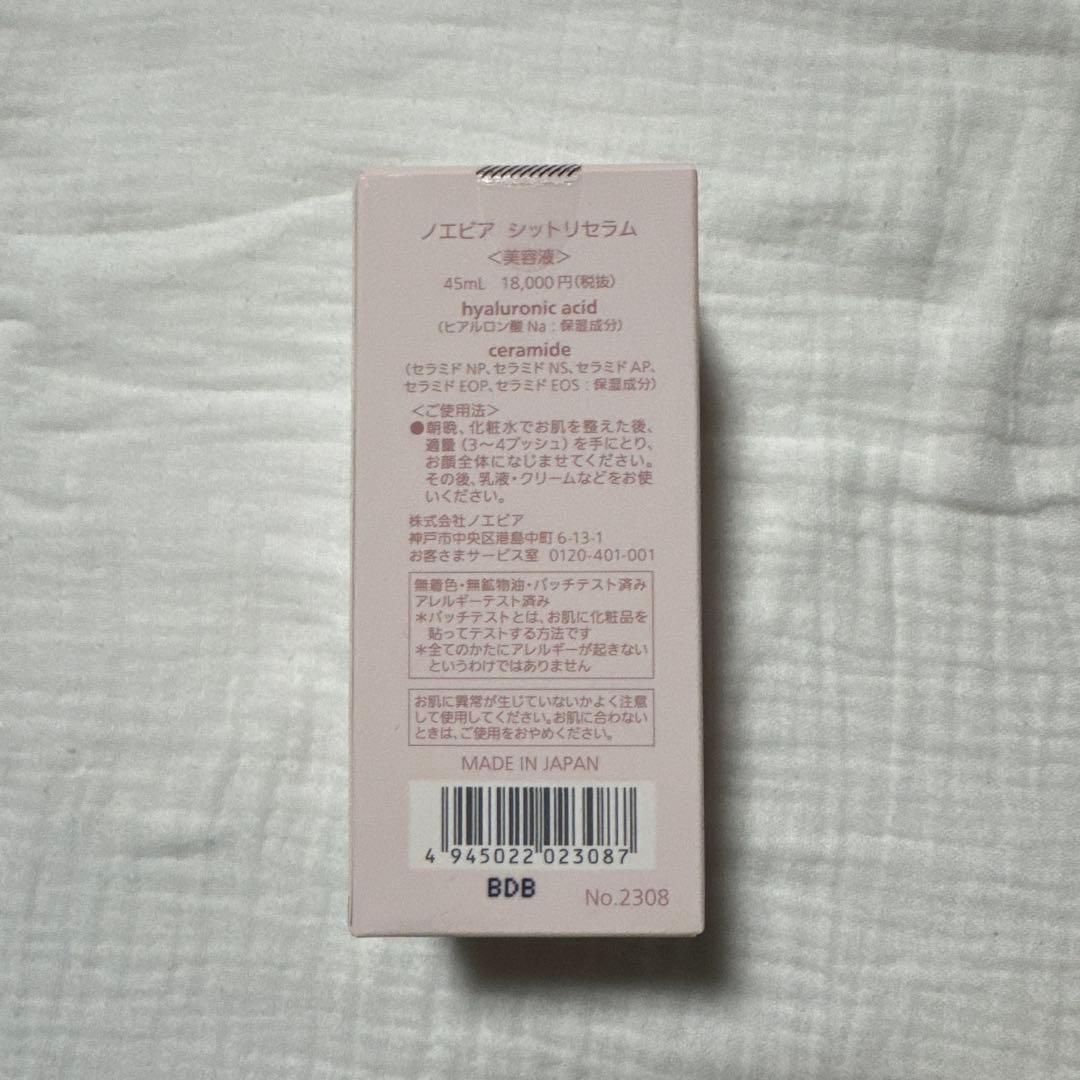 ノエビア シットリセラム
＜美容液＞
45mL 18,000円（税抜）
hyaluronic acid
（ヒアルロン酸Na：保湿成分）
ceramide
（セラミドNP、セラミドNS、セラミドAP、
セラミドEOP、セラミドEOS：保湿成分）
＜ご使用法＞
●朝晩、化粧水でお肌を整えた後、
適量（3〜4プッシュ）を手にとり、
お顔全体になじませてください。
その後、乳液・クリームなどをお使
いください。
株式会社ノエビア
神戸市中央区港島中町6-13-1
お客さまサービス室 0120-401-001
無着色・無鉱物油・パッチテスト済み
アレルギーテスト済み
＊パッチテストとは、お肌に化粧品を
貼ってテストする方法です
＊全てのかたにアレルギーが起きない
というわけではありません
お肌に異常が生じていないかよく注意
して使用してください。お肌に合わない
ときは、ご使用をおやめください。
MADE IN JAPAN
4 945022 023087
BDB
No.2308